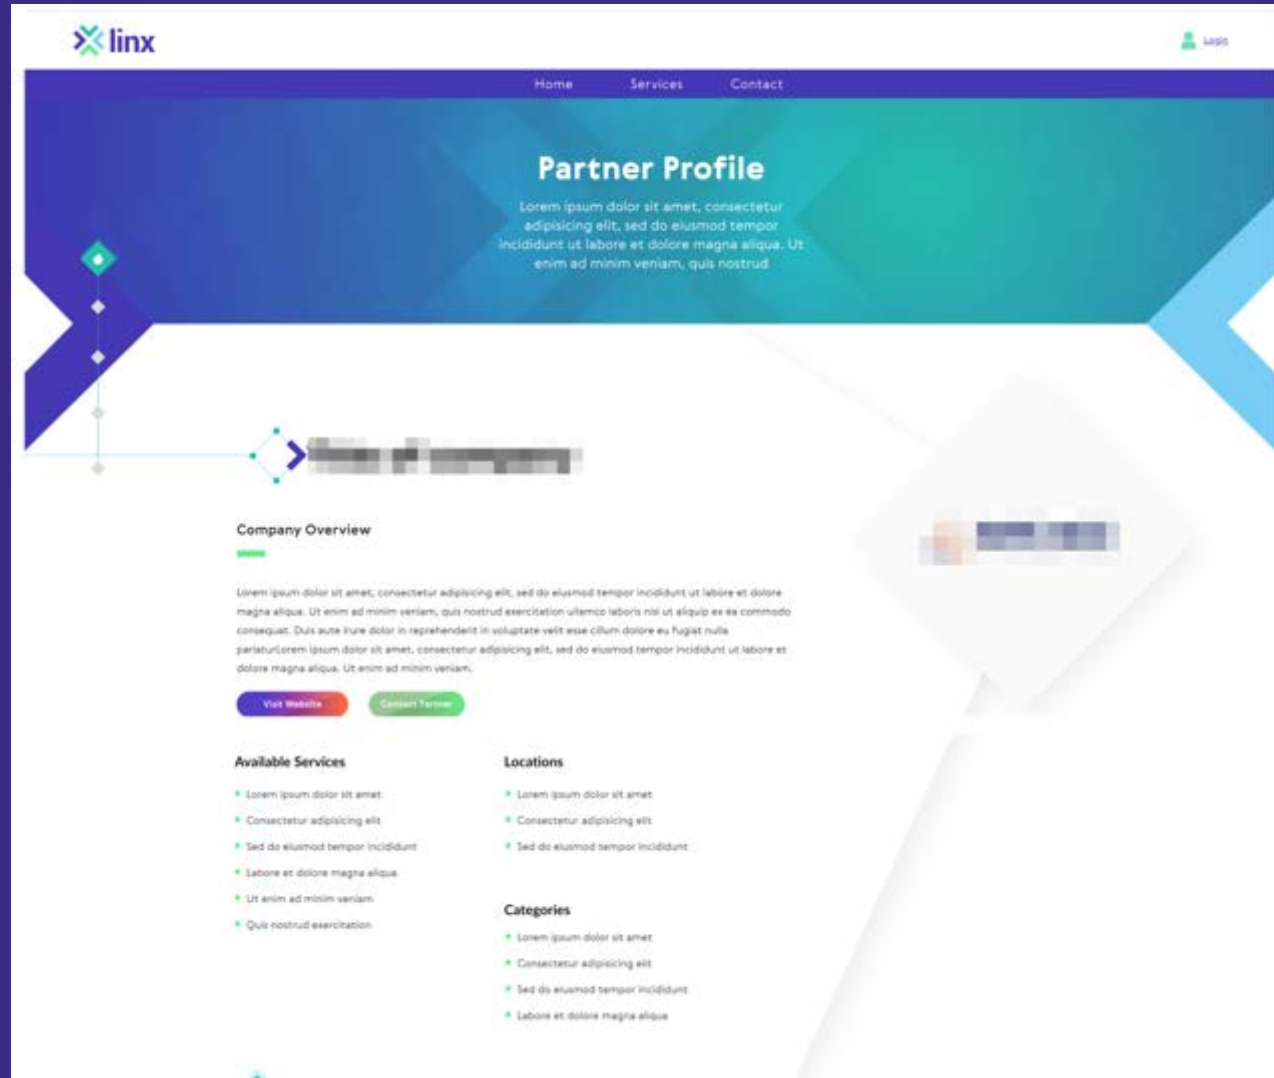 linx
Login
Home Services Contact
Partner Profile
Lorem ipsum dolor sit amet, consectetur
adipisicing elit, sed do eiusmod tempor
incididunt ut labore et dolore magna aliqua. Ut
enim ad minim veniam, quis nostrud
of company
Company Overview
Lorem ipsum dolor sit amet, consectetur adipisicing elit, sed do eiusmod tempor incididunt ut labore et dolore
magna aliqua. Ut enim ad minim veniam, quis nostrud exercitation ullamco laboris nisi ut aliquip ex ea commodo
consequat. Duis aute irure dolor in reprehenderit in voluptate velit esse cillum dolore eu fugiat nulla
pariaturLorem ipsum dolor sit amet, consectetur adipisicing elit, sed do eiusmod tempor incididunt ut labore et
dolore magna aliqua. Ut enim ad minim veniam.
Visit Website Contact Partner
Available Services
Lorem ipsum dolor sit amet
Consectetur adipisicing elit
Sed do eiusmod tempor incididunt
Labore et dolore magna aliqua
Ut enim ad minim veniam
Quis nostrud exercitation
Locations
Lorem ipsum dolor sit amet
Consectetur adipisicing elit
Sed do eiusmod tempor incididunt
Categories
Lorem ipsum dolor sit amet
Consectetur adipisicing elit
Sed do eiusmod tempor incididunt
Labore et dolore magna aliqua